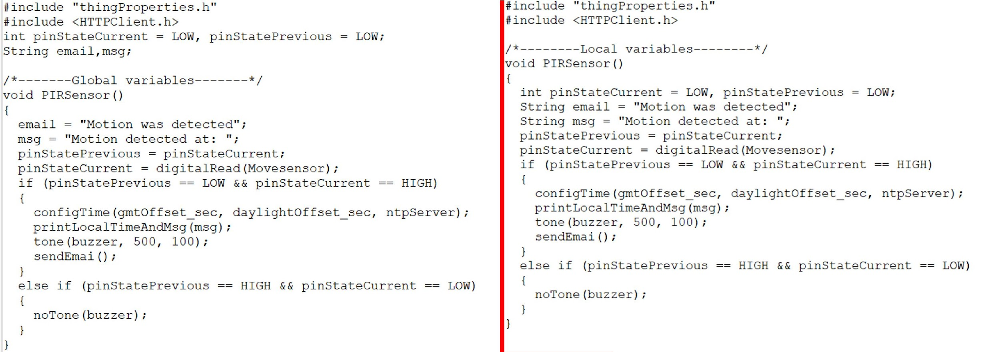 #include "thingProperties.h"
#include <HTTPClient.h>
int pinStateCurrent = LOW, pinStatePrevious = LOW;
String email,msg;
/*-------Global variables-------*/
void PIRSensor()
{
email = "Motion was detected";
msg = "Motion detected at: ";
pinStatePrevious = pinStateCurrent;
pinStateCurrent = digitalRead(Movesensor);
if (pinStatePrevious == LOW && pinStateCurrent == HIGH)
{
configTime(gmtOffset_sec, daylightOffset_sec, ntpServer);
printLocalTimeAndMsg(msg);
tone(buzzer, 500, 100);
sendEmai();
}
else if (pinStatePrevious == HIGH && pinStateCurrent == LOW)
{
noTone(buzzer);
}
}
#include "thingProperties.h"
#include <HTTPClient.h>
/*--------Local variables--------*/
void PIRSensor()
{
int pinStateCurrent = LOW, pinStatePrevious = LOW;
String email = "Motion was detected";
String msg = "Motion detected at: ";
pinStatePrevious = pinStateCurrent;
pinStateCurrent = digitalRead(Movesensor);
if (pinStatePrevious == LOW && pinStateCurrent == HIGH)
{
configTime(gmtOffset_sec, daylightOffset_sec, ntpServer);
printLocalTimeAndMsg(msg);
tone(buzzer, 500, 100);
sendEmai();
}
else if (pinStatePrevious == HIGH && pinStateCurrent == LOW)
{
noTone(buzzer);
}
}